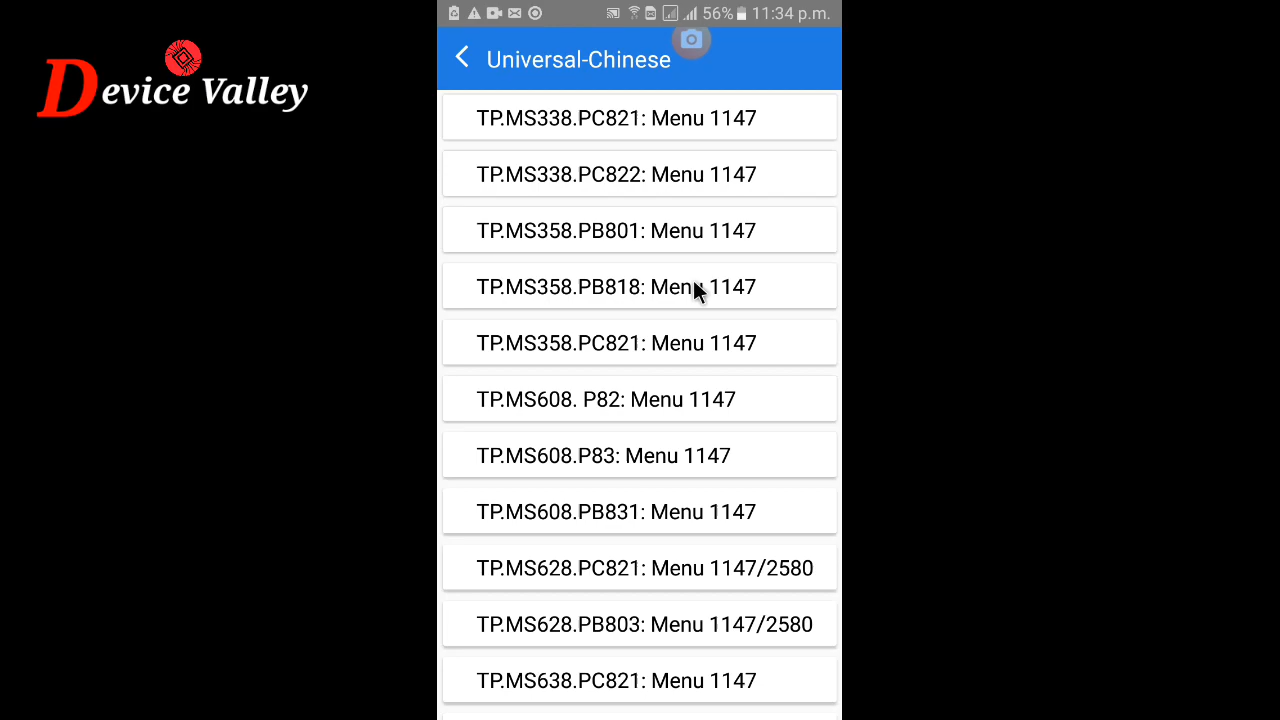 Device Valley
56% 11:34 p.m.
Universal-Chinese
TP.MS338.PC821: Menu 1147
TP.MS338.PC822: Menu 1147
TP.MS358.PB801: Menu 1147
TP.MS358.PB818: Menu 1147
TP.MS358.PC821: Menu 1147
TP.MS608. P82: Menu 1147
TP.MS608.P83: Menu 1147
TP.MS608.PB831: Menu 1147
TP.MS628.PC821: Menu 1147/2580
TP.MS628.PB803: Menu 1147/2580
TP.MS638.PC821: Menu 1147